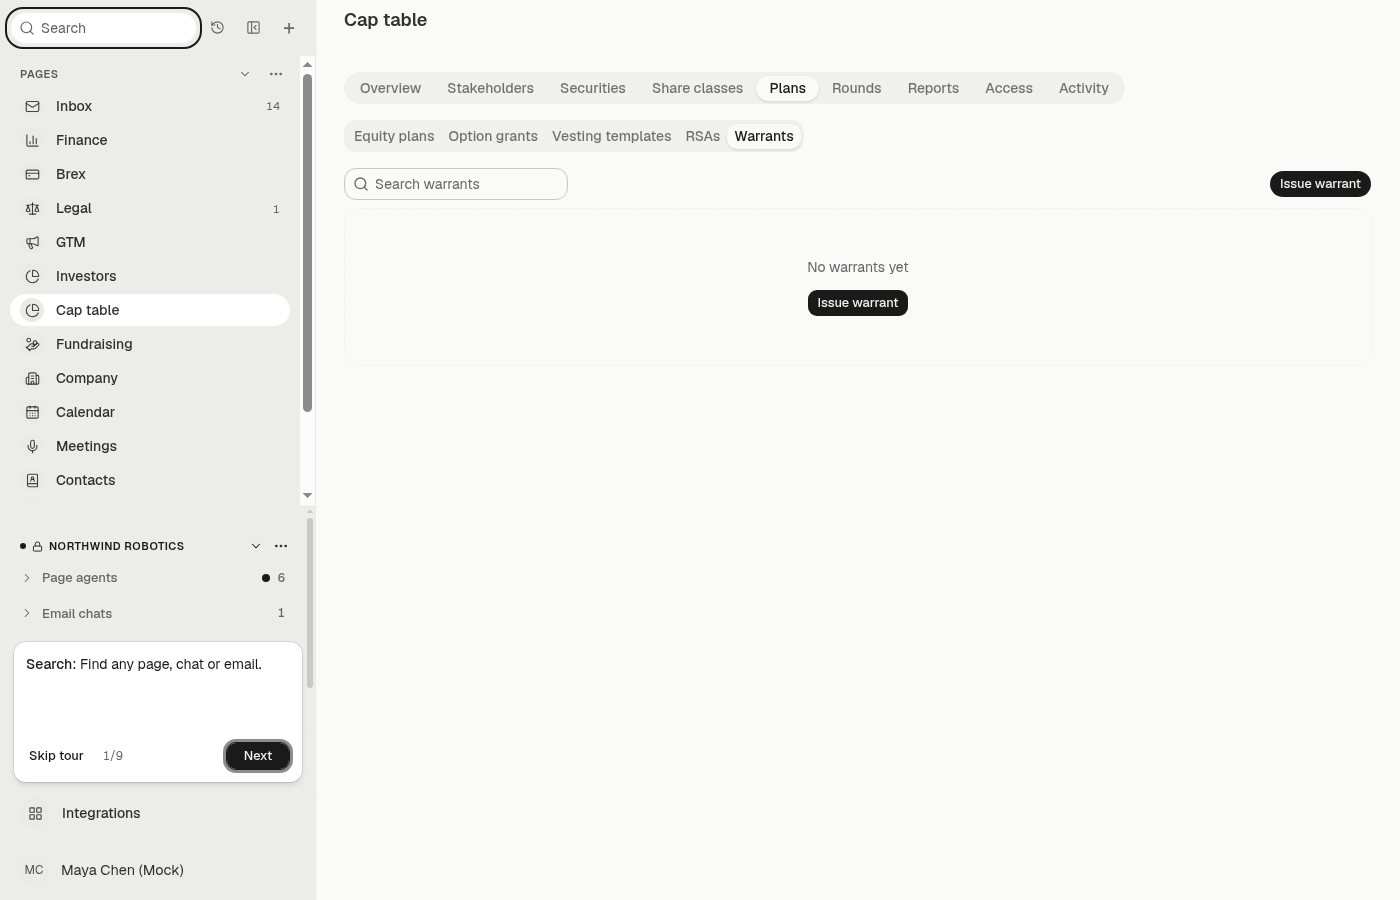 Search
PAGES
Inbox 14
Finance
Brex
Legal 1
GTM
Investors
Cap table
Fundraising
Company
Calendar
Meetings
Contacts
NORTHWIND ROBOTICS
Page agents 6
Email chats 1
Search: Find any page, chat or email.
Skip tour 1/9 Next
Integrations
MC Maya Chen (Mock)
Cap table
Overview Stakeholders Securities Share classes Plans Rounds Reports Access Activity
Equity plans Option grants Vesting templates RSAs Warrants
Search warrants Issue warrant
No warrants yet
Issue warrant